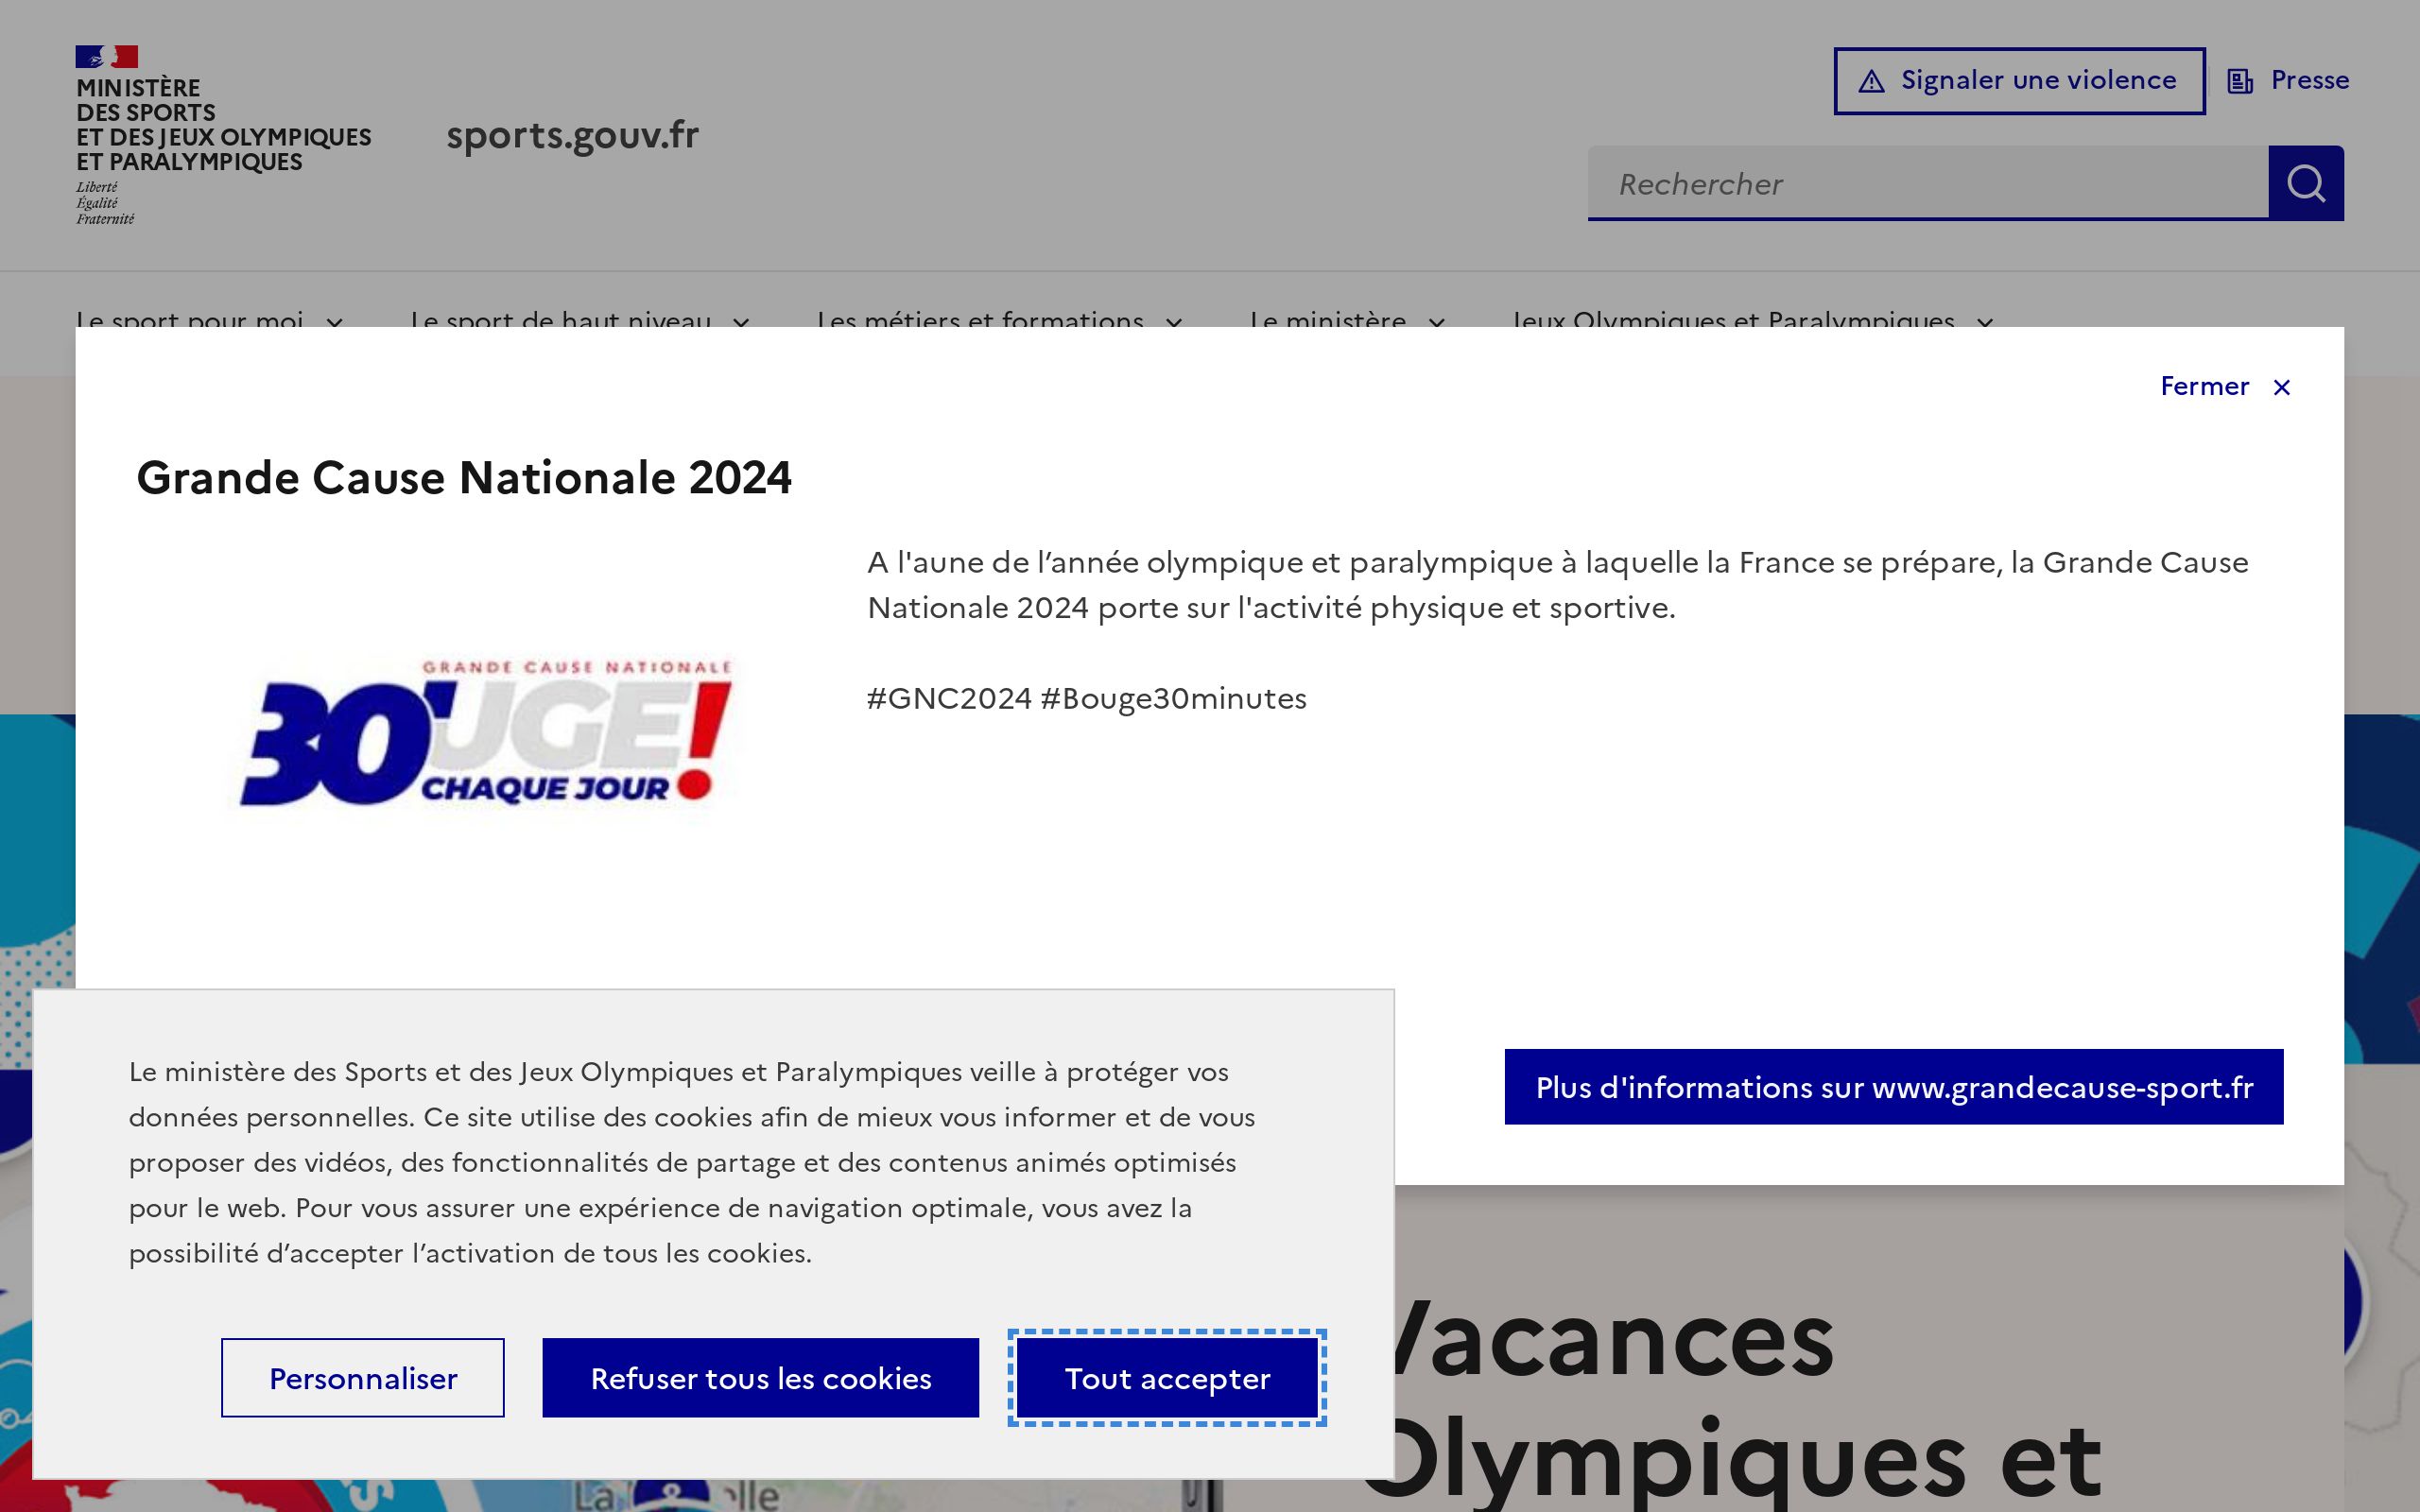 MINISTÈRE
DES SPORTS
ET DES JEUX OLYMPIQUES
ET PARALYMPIQUES
Liberté
Égalité
Fraternité
sports.gouv.fr
Signaler une violence
Presse
Rechercher
Le sport pour moi
Le sport de haut niveau
Les métiers et formations
Le ministère
Jeux Olympiques et Paralympiques
Fermer
Grande Cause Nationale 2024
A l'aune de l’année olympique et paralympique à laquelle la France se prépare, la Grande Cause
Nationale 2024 porte sur l'activité physique et sportive.
#GNC2024 #Bouge30minutes
GRANDE CAUSE NATIONALE
30'UGE!
CHAQUE JOUR
Plus d'informations sur www.grandecause-sport.fr
Le ministère des Sports et des Jeux Olympiques et Paralympiques veille à protéger vos
données personnelles. Ce site utilise des cookies afin de mieux vous informer et de vous
proposer des vidéos, des fonctionnalités de partage et des contenus animés optimisés
pour le web. Pour vous assurer une expérience de navigation optimale, vous avez la
possibilité d’accepter l’activation de tous les cookies.
Personnaliser
Refuser tous les cookies
Tout accepter
Vacances
Olympiques et